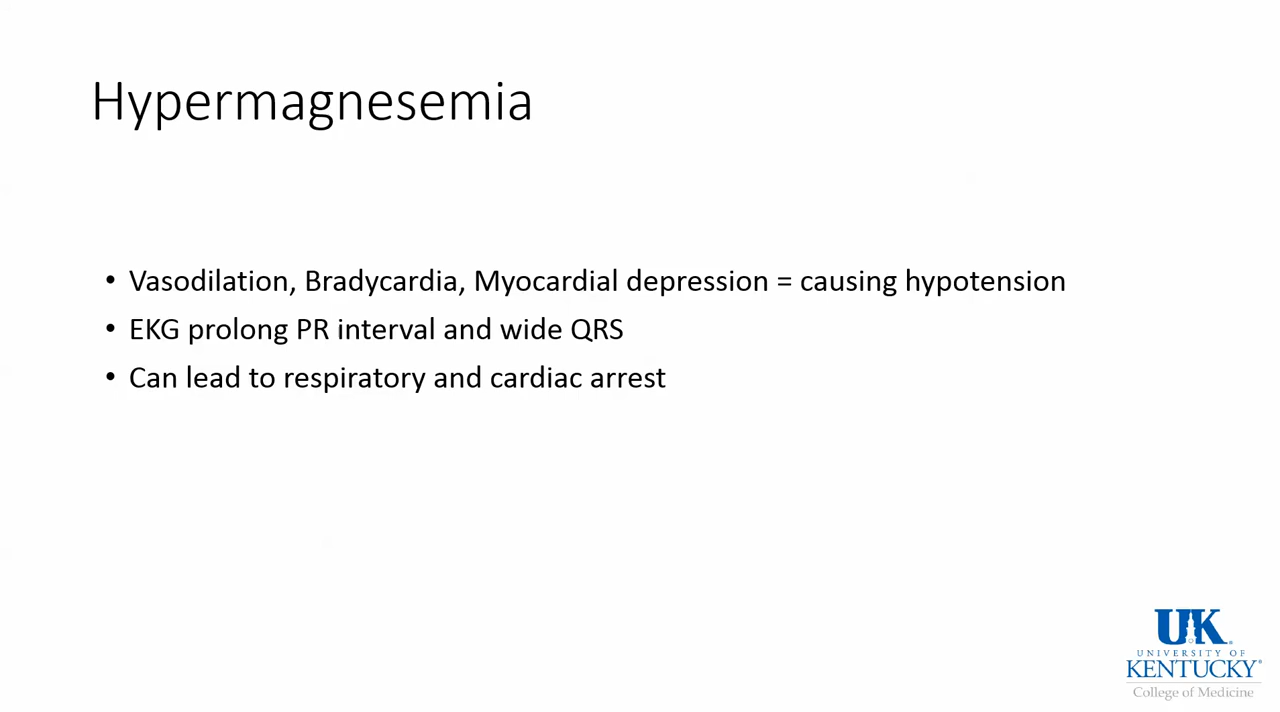 Hypermagnesemia
• Vasodilation, Bradycardia, Myocardial depression = causing hypotension
• EKG prolong PR interval and wide QRS
• Can lead to respiratory and cardiac arrest
UK®
UNIVERSITY OF
KENTUCKY®
College of Medicine